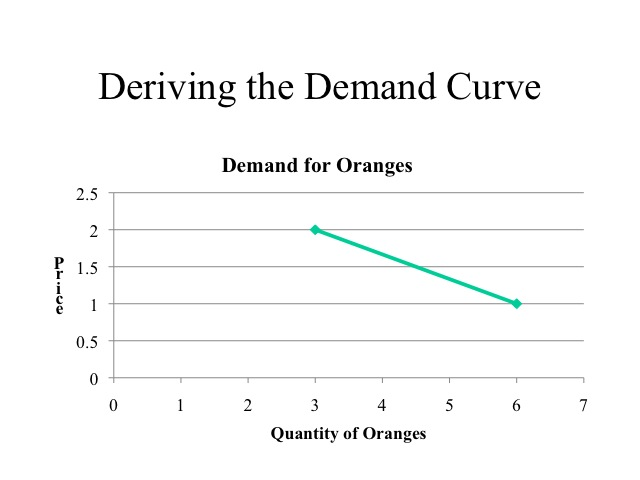 Deriving the Demand Curve
Demand for Oranges
2.5
2
1.5
1
0.5
0
Price
0 1 2 3 4 5 6 7
Quantity of Oranges